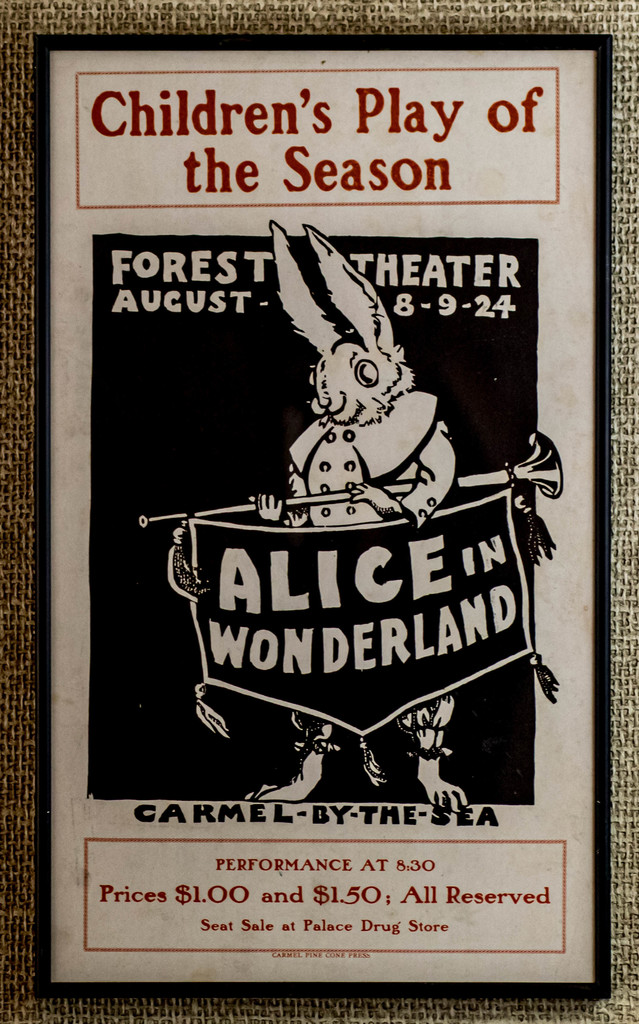 Children's Play of
the Season
FOREST THEATER
AUGUST - 8-9-24
ALICE IN
WONDERLAND
CARMEL-BY-THE-SEA
PERFORMANCE AT 8:30
Prices $1.00 and $1.50; All Reserved
Seat Sale at Palace Drug Store
CARMEL PINE CONE PRESS